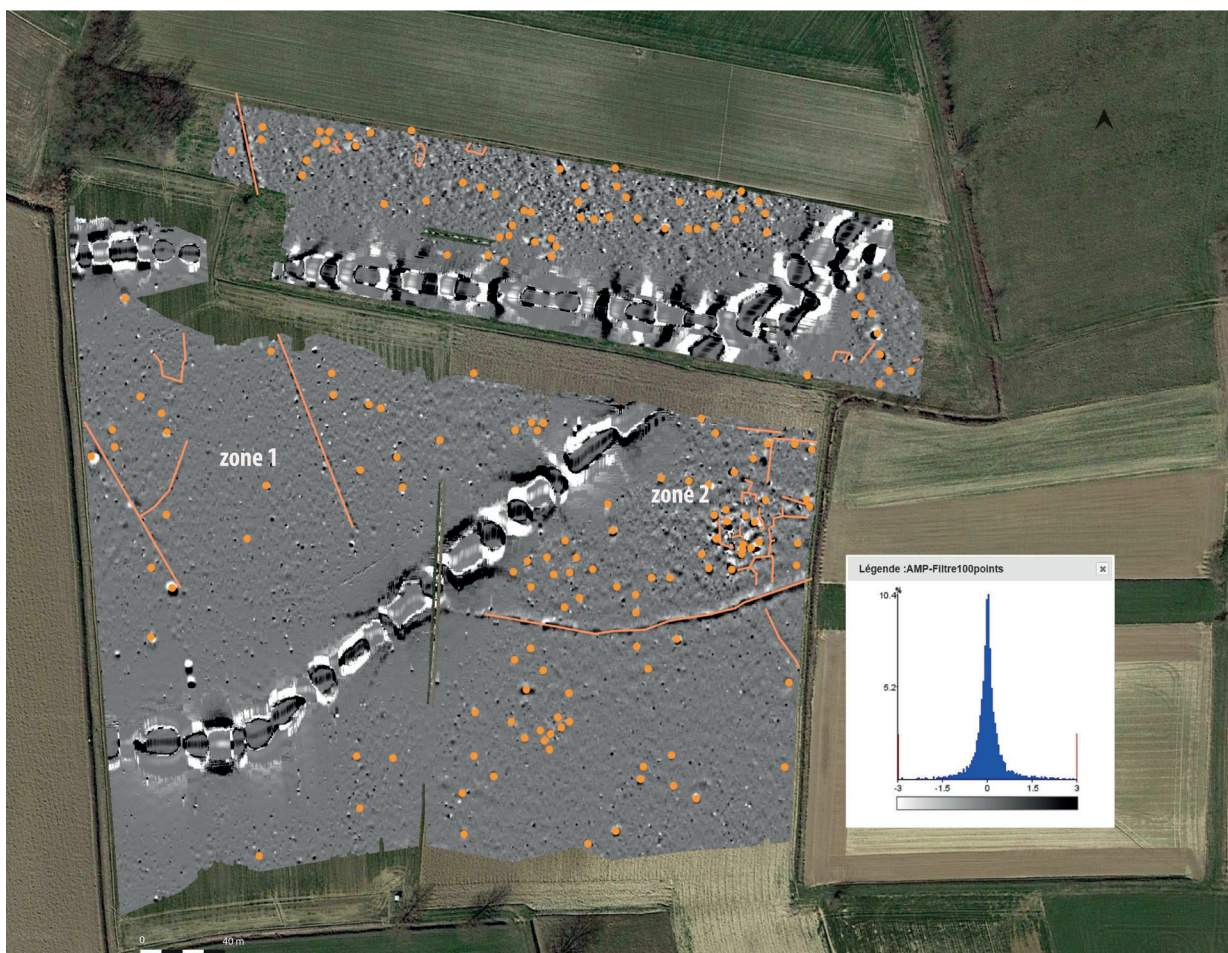 zone 1
zone 2
Légende :AMP-Filtre100points
%
10.4
5.2
-3 -1.5 0 1.5 3
0 40 m